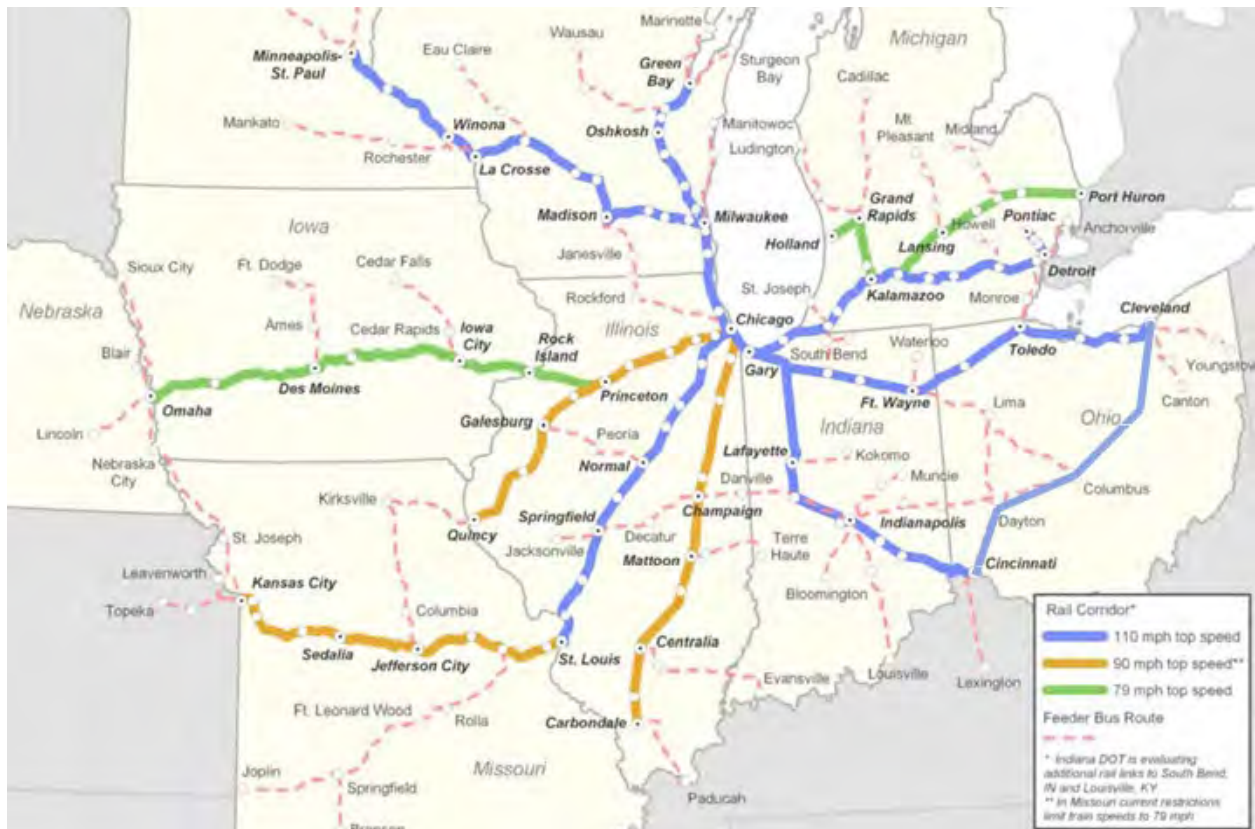 Marinette
Wausau
Eau Claire
Michigan
Minneapolis-
St. Paul
Green
Bay
Sturgeon
Bay
Cadillac
Mankato
Winona
Oshkosh
Manitowoc
Mt
Pleasant
Midland
Rochester
La Crosse
Ludington
Port Huron
Grand
Rapids
Pontiac
Iowa
Madison
Milwaukee
Howell
Anchorville
Holland
Lansing
Janesville
Detroit
Sioux City
Ft. Dodge
Cedar Falls
St. Joseph
Kalamazoo
Rockford
Monroe
Nebraska
Ames
Cedar Rapids
Iowa
City
Rock
Island
Illinois
Chicago
Cleveland
Blair
South Bend
Waterloo
Toledo
Gary
Youngstown
Des Moines
Princeton
Omaha
Ft. Wayne
Lima
Ohio
Canton
Galesburg
Lincoln
Peoria
Indiana
Normal
Lafayette
Kokomo
Nebraska
City
Muncie
Danville
Columbus
Kirksville
Champaign
Springfield
Indianapolis
Dayton
Quincy
Jacksonville
Decatur
Terre
Haute
St. Joseph
Mattoon
Cincinnati
Leavenworth
Kansas City
Bloomington
Topeka
Columbia
Centralia
Sedalia
Jefferson City
St. Louis
Evansville
Louisville
Lexington
Ft. Leonard Wood
Rolla
Carbondale
Missouri
Joplin
Springfield
Paducah
Branson
Rail Corridor*
110 mph top speed
90 mph top speed**
79 mph top speed
Feeder Bus Route
* Indiana DOT is evaluating
additional rail links to South Bend,
IN and Louisville, KY
** In Missouri current restrictions
limit train speeds to 79 mph